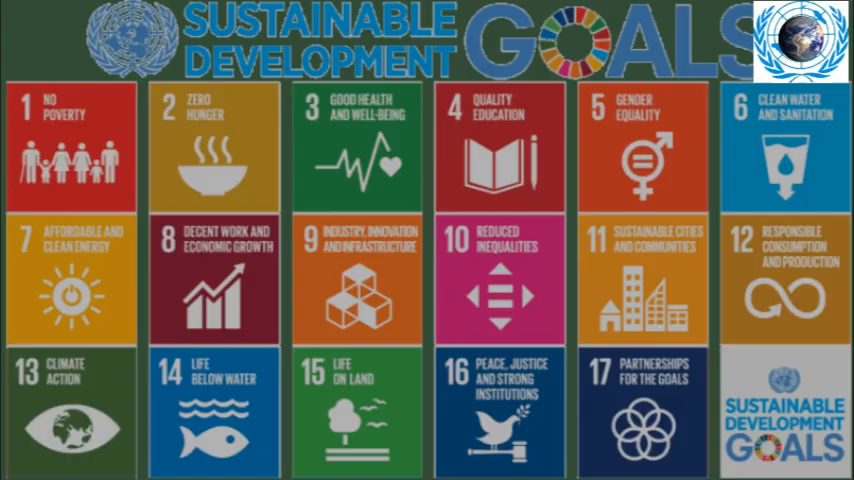 SUSTAINABLE
DEVELOPMENT
GOALS
1 NO
POVERTY
2 ZERO
HUNGER
3 GOOD HEALTH
AND WELL-BEING
4 QUALITY
EDUCATION
5 GENDER
EQUALITY
6 CLEAN WATER
AND SANITATION
7 AFFORDABLE AND
CLEAN ENERGY
8 DECENT WORK AND
ECONOMIC GROWTH
9 INDUSTRY, INNOVATION
AND INFRASTRUCTURE
10 REDUCED
INEQUALITIES
11 SUSTAINABLE CITIES
AND COMMUNITIES
12 RESPONSIBLE
CONSUMPTION
AND PRODUCTION
13 CLIMATE
ACTION
14 LIFE
BELOW WATER
15 LIFE
ON LAND
16 PEACE, JUSTICE
AND STRONG
INSTITUTIONS
17 PARTNERSHIPS
FOR THE GOALS
SUSTAINABLE
DEVELOPMENT
GOALS